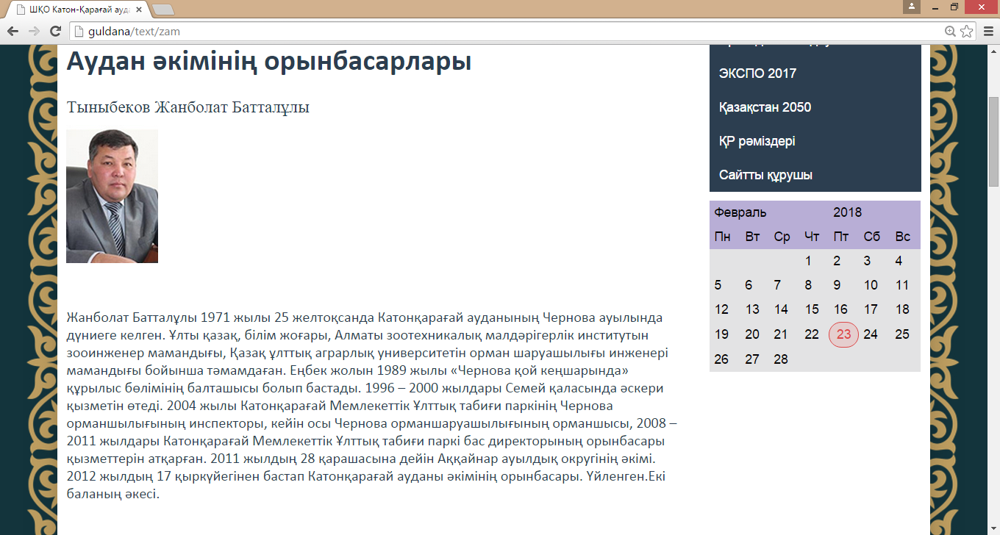 ШҚО Катон-Қарағай ауда
guldana/text/zam
Аудан әкімінің орынбасарлары
Тыныбеков Жанболат Батталұлы
Жанболат Батталұлы 1971 жылы 25 желтоқсанда Катонқарағай ауданының Чернова ауылында
дүниеге келген. Ұлты қазақ, білім жоғары, Алматы зоотехникалық малдәрігерлік институтын
зооинженер мамандығы, Қазақ ұлттық аграрлық университетін орман шаруашылығы инженері
мамандығы бойынша тәмамдаған. Еңбек жолын 1989 жылы «Чернова қой кеңшарында»
құрылыс бөлімінің балташысы болып бастады. 1996 – 2000 жылдары Семей қаласында әскери
қызметін өтеді. 2004 жылы Катонқарағай Мемлекеттік Ұлттық табиғи паркінің Чернова
орманшылығының инспекторы, кейін осы Чернова орманшаруашылығының орманшысы, 2008 –
2011 жылдары Катонқарағай Мемлекеттік Ұлттық табиғи паркі бас директорының орынбасары
қызметтерін атқарған. 2011 жылдың 28 қарашасына дейін Аққайнар ауылдық округінің әкімі.
2012 жылдың 17 қыркүйегінен бастап Катонқарағай ауданы әкімінің орынбасары. Үйленген.Екі
баланың әкесі.
ЭКСПО 2017
Қазақстан 2050
ҚР рәміздері
Сайтты құрушы
Февраль 2018
Пн Вт Ср Чт Пт Сб Вс
1 2 3 4
5 6 7 8 9 10 11
12 13 14 15 16 17 18
19 20 21 22 23 24 25
26 27 28